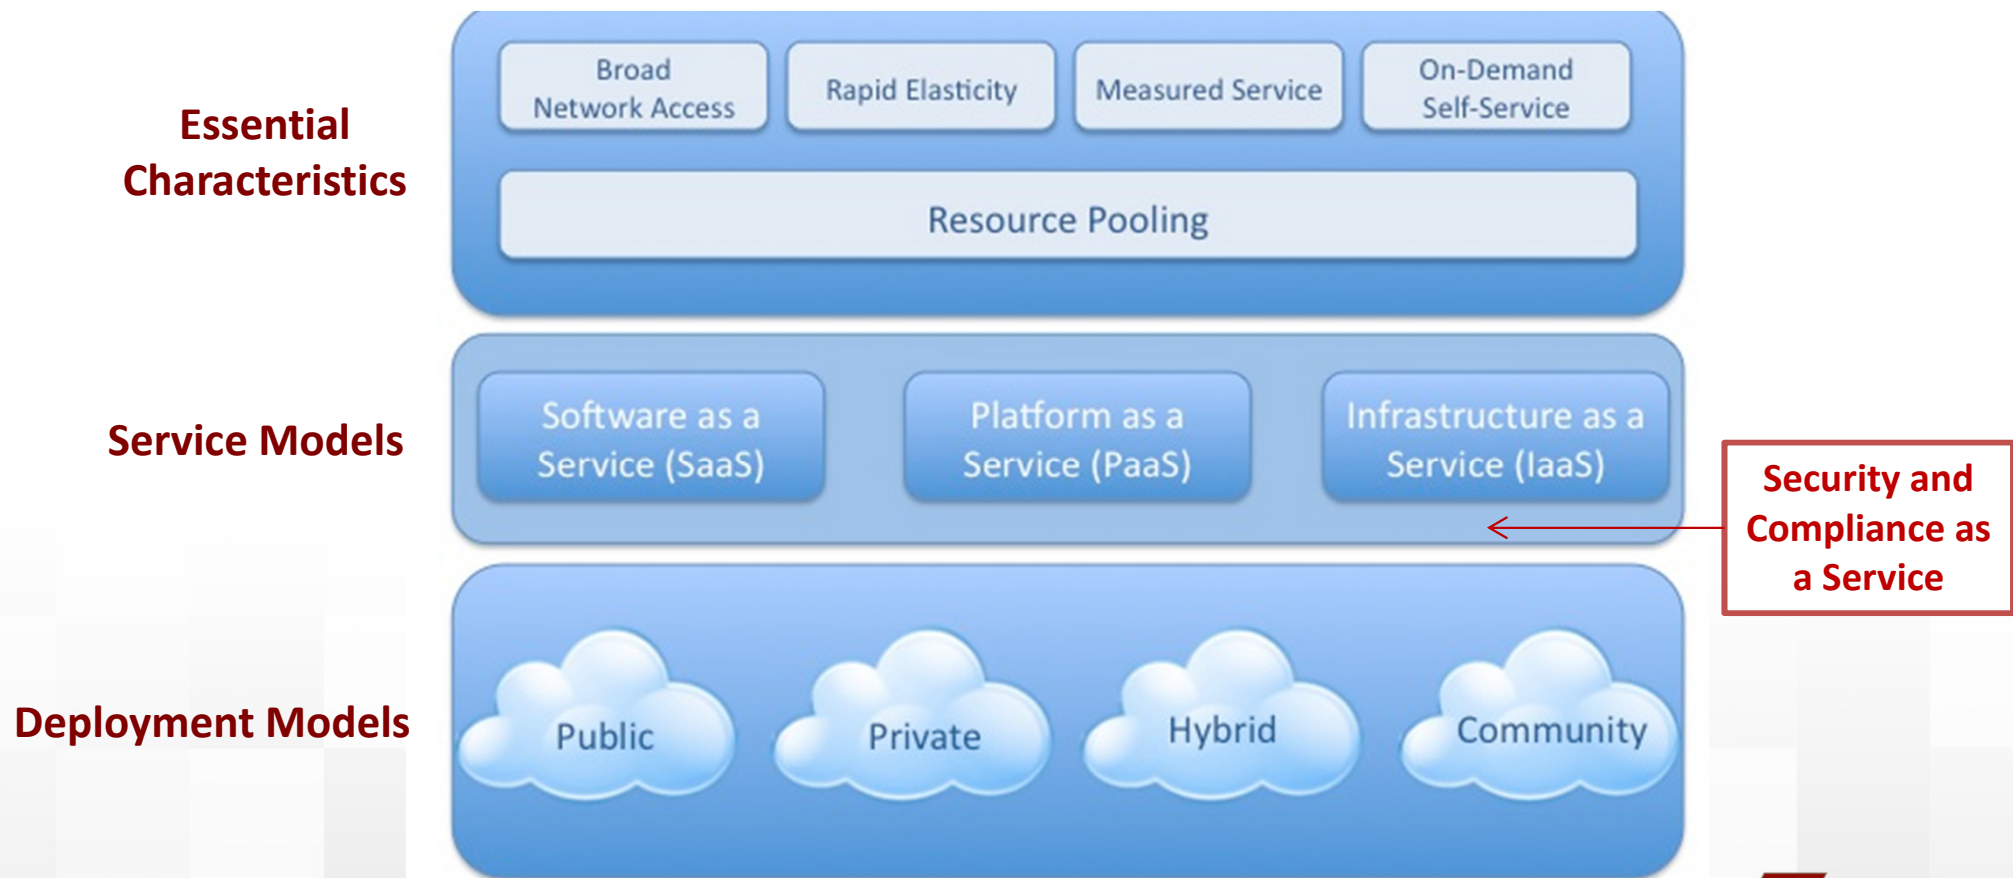 Essential
Characteristics
Broad
Network Access
Rapid Elasticity
Measured Service
On-Demand
Self-Service
Resource Pooling
Service Models
Software as a
Service (SaaS)
Platform as a
Service (PaaS)
Infrastructure as a
Service (IaaS)
Security and
Compliance as
a Service
Deployment Models
Public
Private
Hybrid
Community